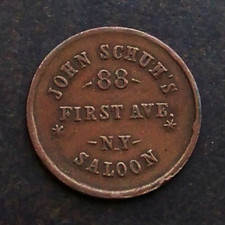 JOHN SCHUH'S
-88-
FIRST AVE,
-N.Y-
SALOON